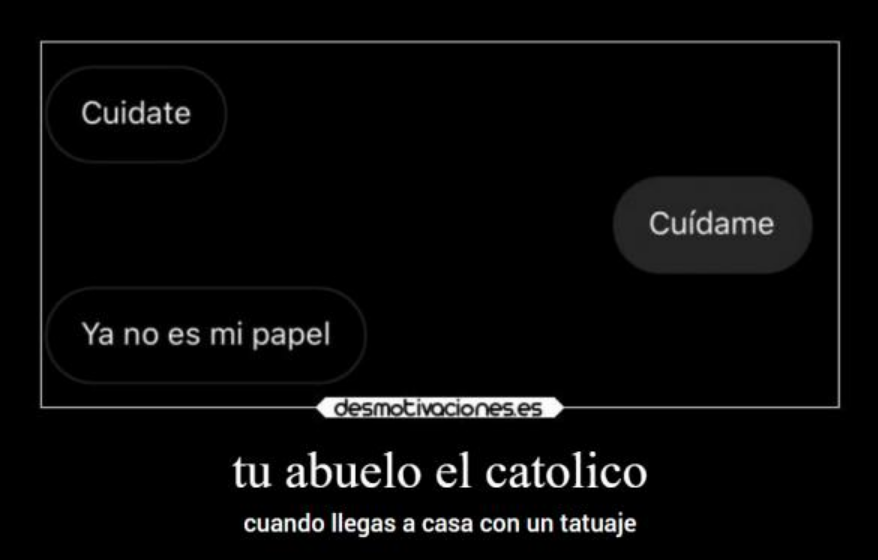 Cuidate
Cuídame
Ya no es mi papel
desmotivaciones.es
tu abuelo el catolico
cuando llegas a casa con un tatuaje